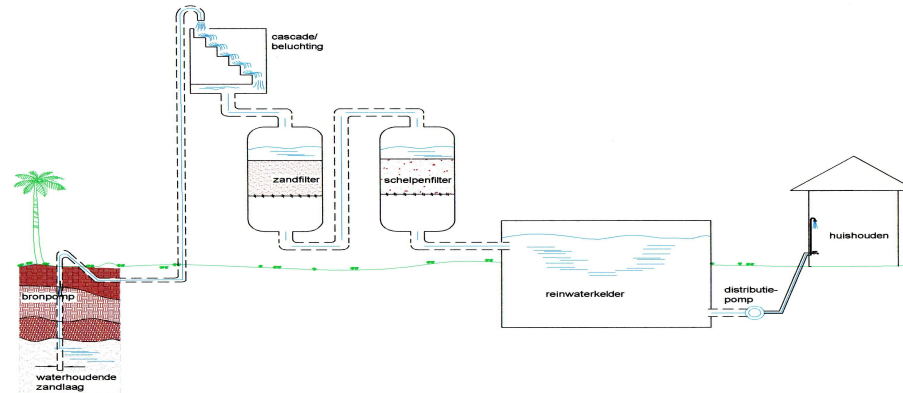 cascade/
beluchting
zandfilter
schelpenfilter
huishouden
bronpomp
reinwaterkelder
distributie-
pomp
waterhoudende
zandlaag